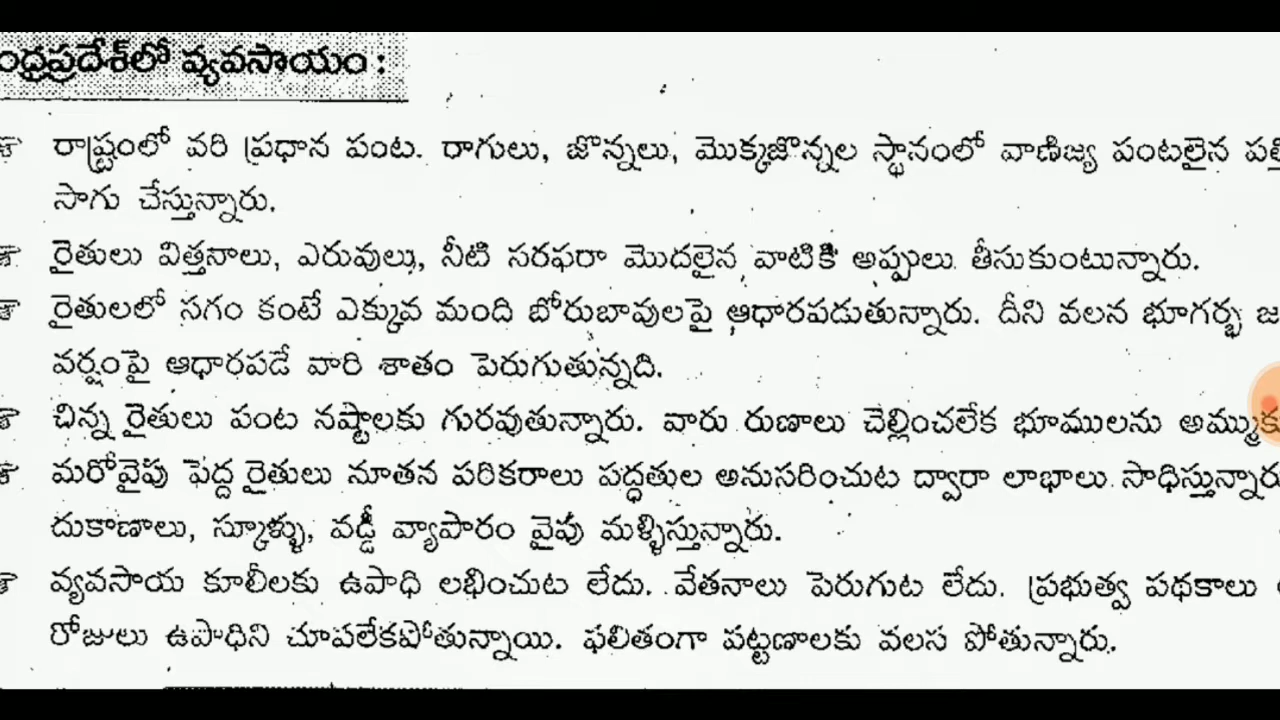 ంధ్రప్రదేశ్‌లో వ్యవసాయం :
రాష్ట్రంలో వరి ప్రధాన పంట. రాగులు, జొన్నలు, మొక్కజొన్నల స్థానంలో వాణిజ్య పంటలైన
సాగు చేస్తున్నారు.
రైతులు విత్తనాలు, ఎరువులు, నీటి సరఫరా మొదలైన వాటికి అప్పులు తీసుకుంటున్నారు.
రైతులలో సగం కంటే ఎక్కువ మంది బోరుబావులపై ఆధారపడుతున్నారు. దీని వలన భూగర్భ
వర్షంపై ఆధారపడే వారి శాతం పెరుగుతున్నది.
చిన్న రైతులు పంట నష్టాలకు గురవుతున్నారు. వారు రుణాలు చెల్లించలేక భూములను
మరోవైపు పెద్ద రైతులు నూతన పరికరాలు పద్ధతుల అనుసరించుట ద్వారా లాభాలు సాధిస్తున్నారు
దుకాణాలు, స్కూళ్ళు, వడ్డీ వ్యాపారం వైపు మళ్ళిస్తున్నారు.
వ్యవసాయ కూలీలకు ఉపాధి లభించుట లేదు. వేతనాలు పెరుగుట లేదు. ప్రభుత్వ పథకాలు
రోజులు ఉపాధిని చూపలేకపోతున్నాయి. ఫలితంగా పట్టణాలకు వలస పోతున్నారు.